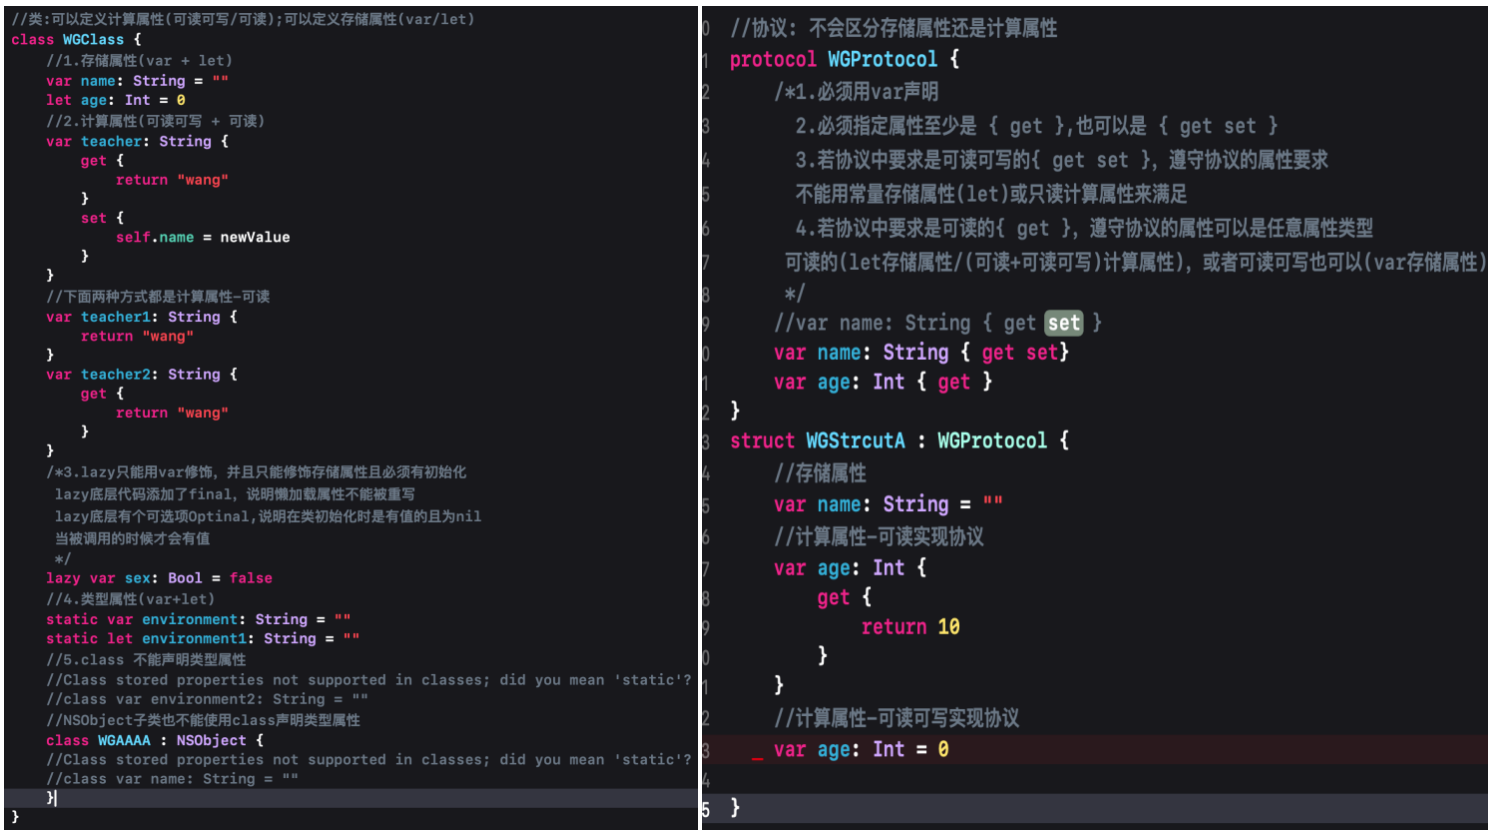 //类:可以定义计算属性(可读可写/可读);可以定义存储属性(var/let)
class WGClass {
    //1.存储属性(var + let)
    var name: String = ""
    let age: Int = 0
    //2.计算属性(可读可写 + 可读)
    var teacher: String {
        get {
            return "wang"
        }
        set {
            self.name = newValue
        }
    }
    //下面两种方式都是计算属性-可读
    var teacher1: String {
        return "wang"
    }
    var teacher2: String {
        get {
            return "wang"
        }
    }
    /*3.lazy只能用var修饰，并且只能修饰存储属性且必须有初始化
     lazy底层代码添加了final，说明懒加载属性不能被重写
     lazy底层有个可选项Optinal,说明在类初始化时是有值的且为nil
     当被调用的时候才会有值
     */
    lazy var sex: Bool = false
    //4.类型属性(var+let)
    static var environment: String = ""
    static let environment1: String = ""
    //5.class 不能声明类型属性
    //Class stored properties not supported in classes; did you mean 'static'?
    //class var environment2: String = ""
    //NSObject子类也不能使用class声明类型属性
    class WGAAAA : NSObject {
    //Class stored properties not supported in classes; did you mean 'static'?
    //class var name: String = ""
    }
}
0 //协议: 不会区分存储属性还是计算属性
1 protocol WGProtocol {
2     /*1.必须用var声明
3       2.必须指定属性至少是 { get },也可以是 { get set }
4       3.若协议中要求是可读可写的{ get set }，遵守协议的属性要求
5       不能用常量存储属性(let)或只读计算属性来满足
6       4.若协议中要求是可读的{ get }，遵守协议的属性可以是任意属性类型
7      可读的(let存储属性/(可读+可读可写)计算属性)，或者可读可写也可以(var存储属性)
8      */
9     //var name: String { get set }
0     var name: String { get set}
1     var age: Int { get }
2 }
3 struct WGStrcutA : WGProtocol {
4     //存储属性
5     var name: String = ""
6     //计算属性-可读实现协议
7     var age: Int {
8         get {
9             return 10
0         }
1     }
2     //计算属性-可读可写实现协议
3     var age: Int = 0
4
5 }